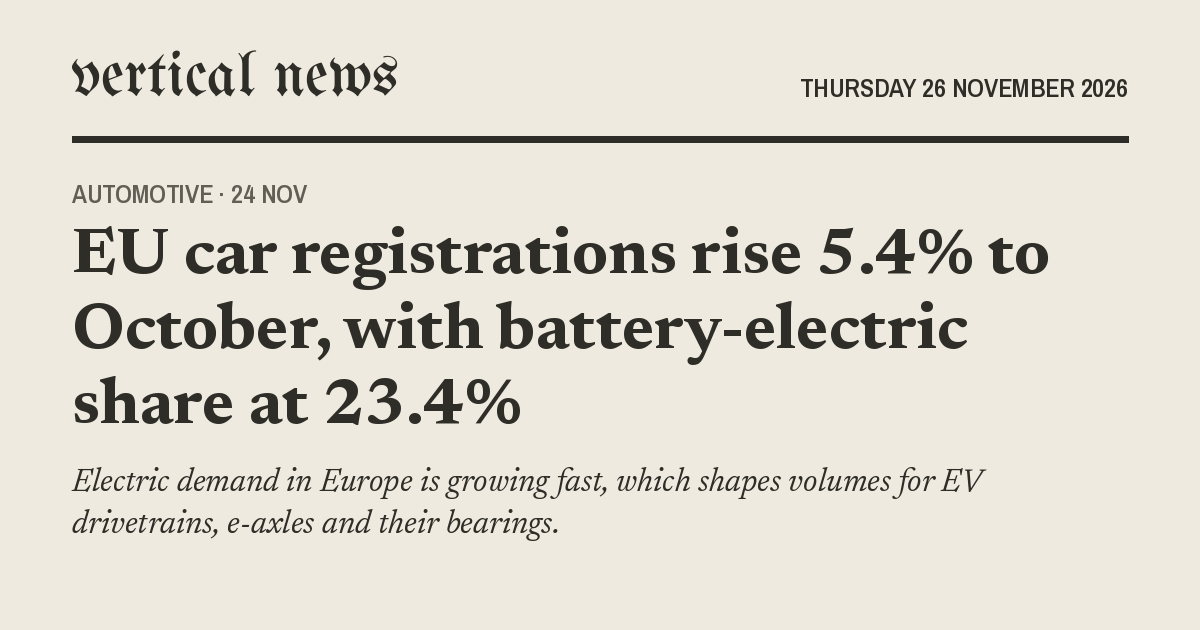 vertical news
THURSDAY 26 NOVEMBER 2026
AUTOMOTIVE · 24 NOV
EU car registrations rise 5.4% to
October, with battery-electric
share at 23.4%
Electric demand in Europe is growing fast, which shapes volumes for EV
drivetrains, e-axles and their bearings.